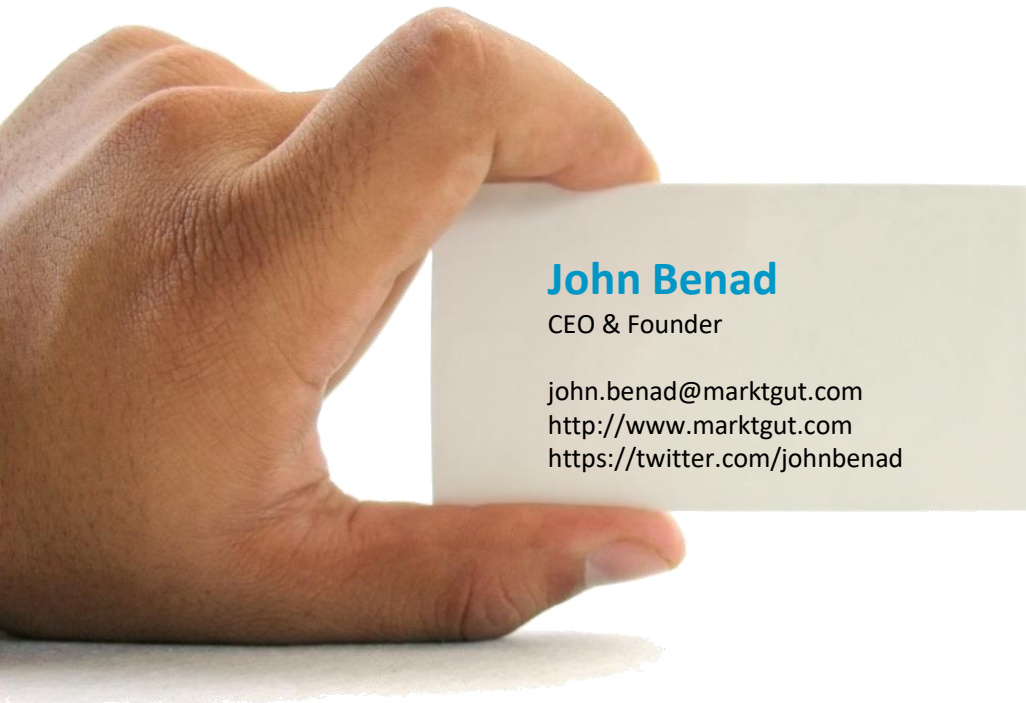 John Benad
CEO & Founder
john.benad@marktgut.com
http://www.marktgut.com
https://twitter.com/johnbenad